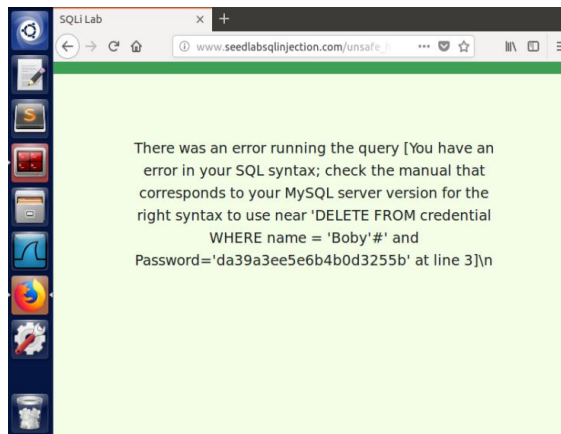 SQLi Lab
www.seedlabsqlinjection.com/unsafe_
There was an error running the query [You have an
error in your SQL syntax; check the manual that
corresponds to your MySQL server version for the
right syntax to use near 'DELETE FROM credential
WHERE name = 'Boby'#' and
Password='da39a3ee5e6b4b0d3255b' at line 3]\n